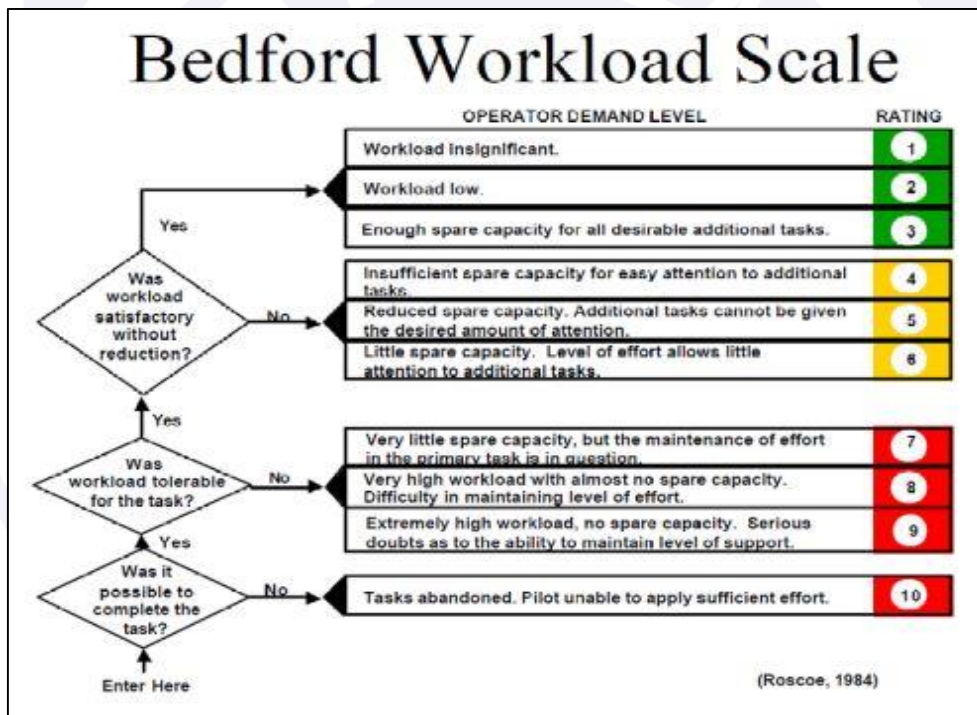 Bedford Workload Scale
OPERATOR DEMAND LEVEL
RATING
Workload insignificant.
1
Workload low.
2
Yes
Enough spare capacity for all desirable additional tasks.
3
Was
workload
satisfactory
without
reduction?
No
Insufficient spare capacity for easy attention to additional
tasks.
4
Reduced spare capacity. Additional tasks cannot be given
the desired amount of attention.
5
Little spare capacity. Level of effort allows little
attention to additional tasks.
6
Yes
Was
workload tolerable
for the task?
No
Very little spare capacity, but the maintenance of effort
in the primary task is in question.
7
Very high workload with almost no spare capacity.
Difficulty in maintaining level of effort.
8
Extremely high workload, no spare capacity. Serious
doubts as to the ability to maintain level of support.
9
Yes
Was it
possible to
complete the
task?
No
Tasks abandoned. Pilot unable to apply sufficient effort.
10
Enter Here
(Roscoe, 1984)